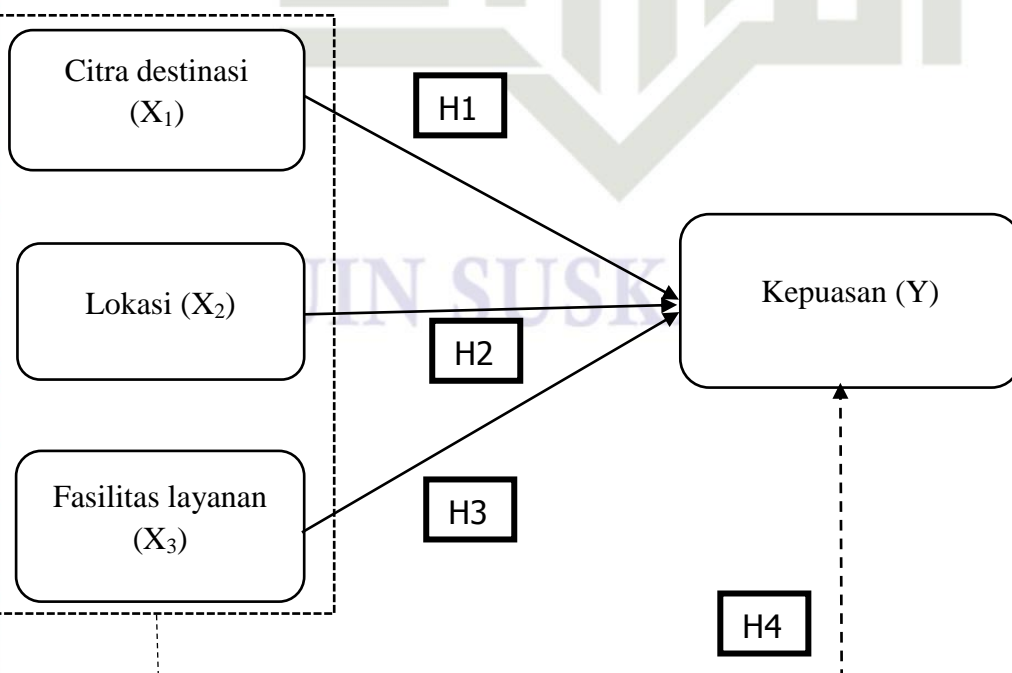 Citra destinasi
(X₁)
H1
Lokasi (X₂)
Kepuasan (Y)
UIN SUSKA
H2
Fasilitas layanan
(X₃)
H3
H4